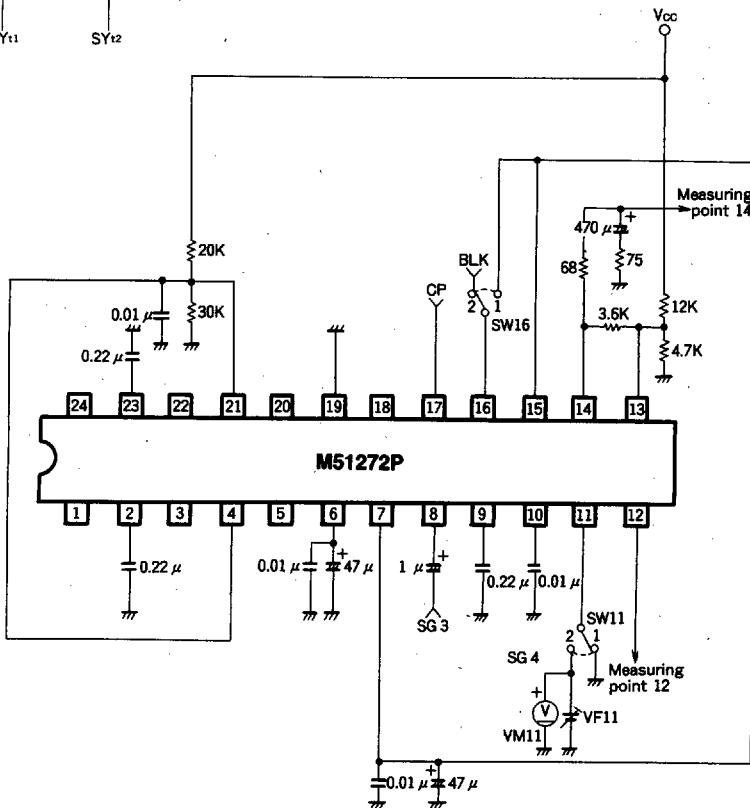 Yt1
SYt2
Vcc
Measuring
point 14
20K
470 μ
+
75
68
BLK
CP
2 1
SW16
0.01 μ
30K
3.6K
12K
0.22 μ
4.7K
24 23 22 21 20 19 18 17 16 15 14 13
M51272P
1 2 3 4 5 6 7 8 9 10 11 12
0.22 μ
0.01 μ
+
47 μ
1 μ
+
0.22 μ
0.01 μ
SG 3
SW11
2 1
SG 4
Measuring
point 12
+
V
VF11
VM11
0.01 μ
+
47 μ